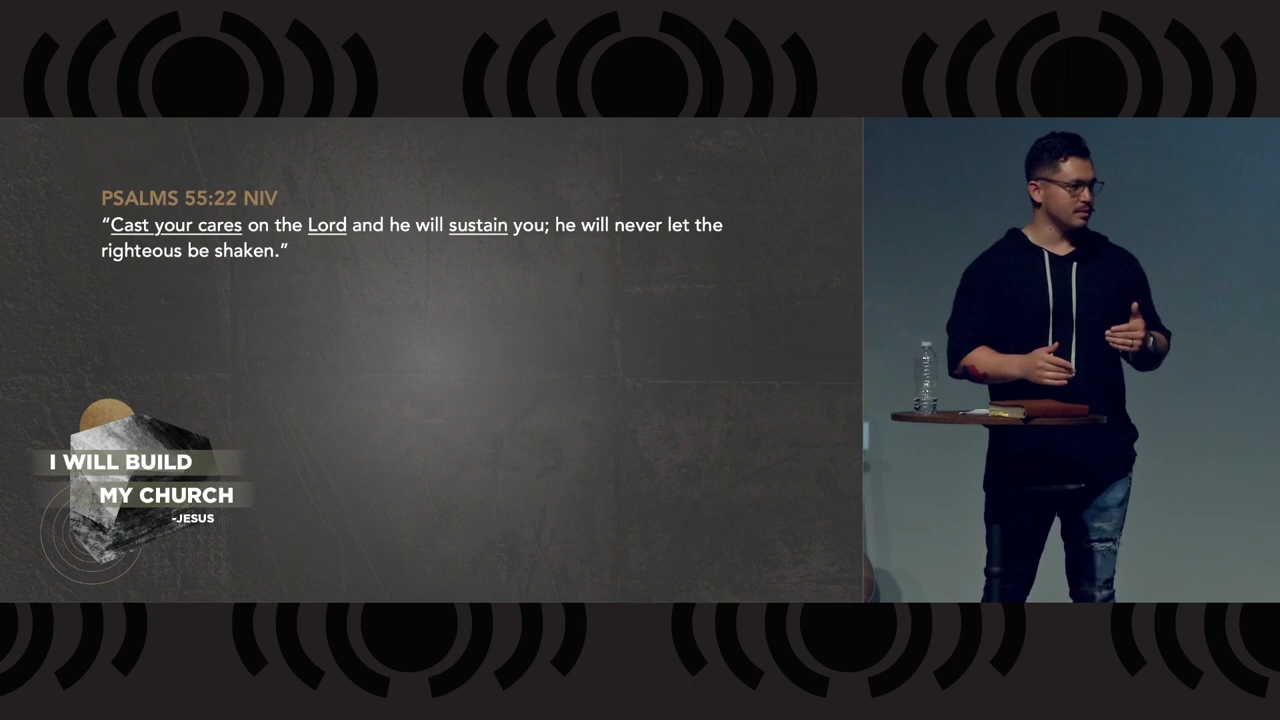 PSALMS 55:22 NIV
“Cast your cares on the Lord and he will sustain you; he will never let the
righteous be shaken.”
I WILL BUILD
MY CHURCH
-JESUS